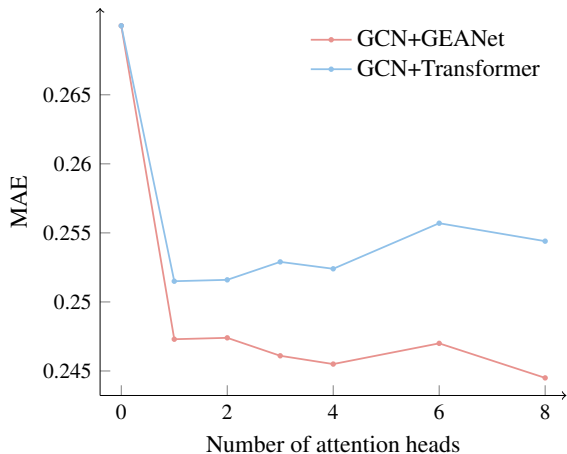 GCN+GEANet
GCN+Transformer
0.265
0.26
0.255
0.25
0.245
MAE
0 2 4 6 8
Number of attention heads